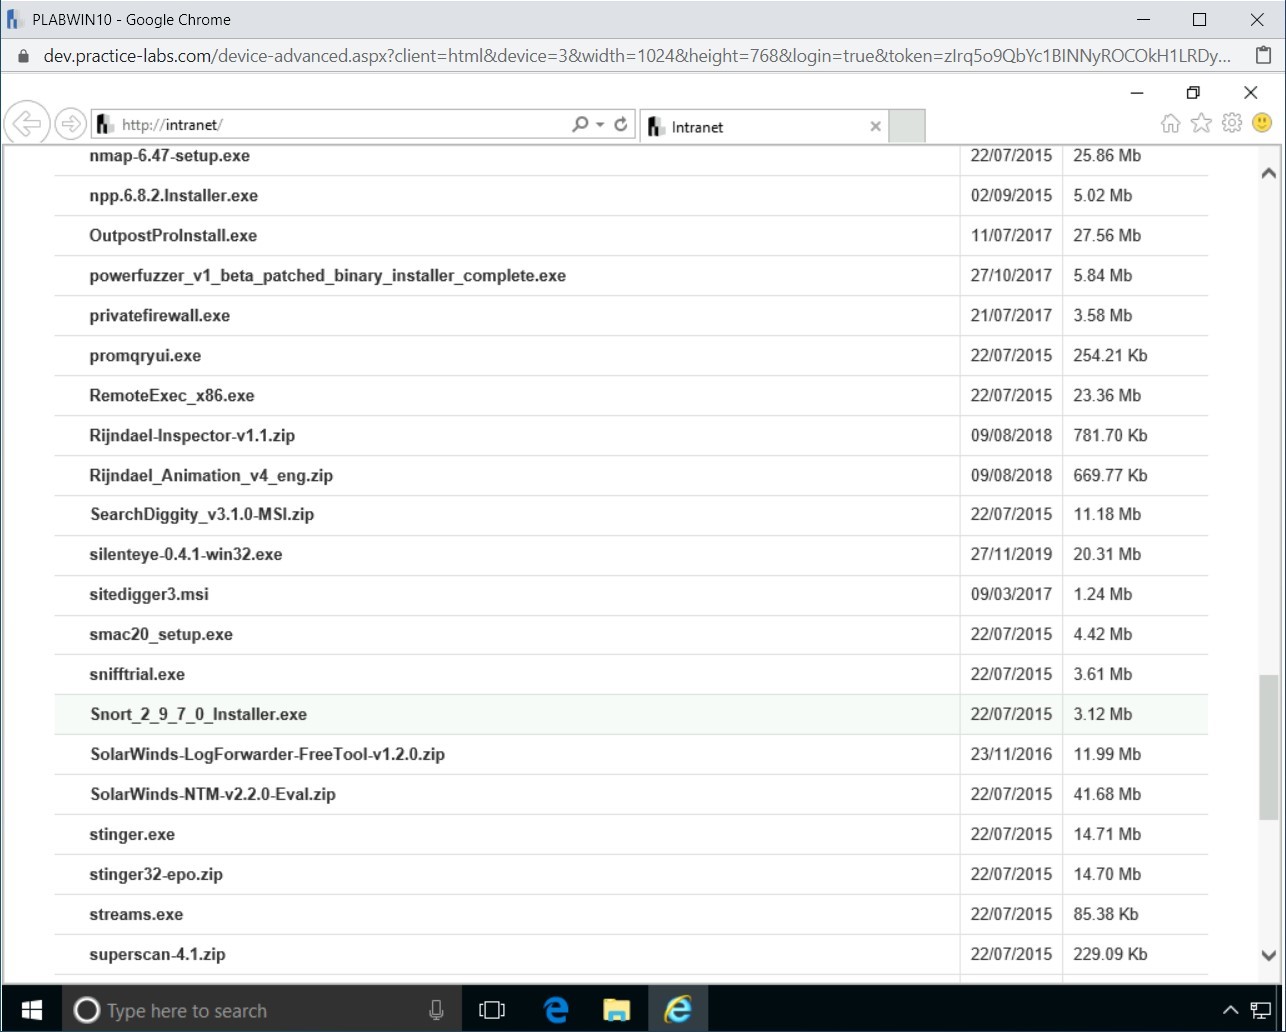 PLABWIN10 - Google Chrome
dev.practice-labs.com/device-advanced.aspx?client=html&device=3&width=1024&height=768&login=true&token=zIrq5o9QbYc1BINNyROCOkH1LRDy...
http://intranet/
Intranet
nmap-6.47-setup.exe 22/07/2015 25.86 Mb
npp.6.8.2.Installer.exe 02/09/2015 5.02 Mb
OutpostProInstall.exe 11/07/2017 27.56 Mb
powerfuzzer_v1_beta_patched_binary_installer_complete.exe 27/10/2017 5.84 Mb
privatefirewall.exe 21/07/2017 3.58 Mb
promqryui.exe 22/07/2015 254.21 Kb
RemoteExec_x86.exe 22/07/2015 23.36 Mb
Rijndael-Inspector-v1.1.zip 09/08/2018 781.70 Kb
Rijndael_Animation_v4_eng.zip 09/08/2018 669.77 Kb
SearchDiggity_v3.1.0-MSI.zip 22/07/2015 11.18 Mb
silenteye-0.4.1-win32.exe 27/11/2019 20.31 Mb
sitedigger3.msi 09/03/2017 1.24 Mb
smac20_setup.exe 22/07/2015 4.42 Mb
snifftrial.exe 22/07/2015 3.61 Mb
Snort_2_9_7_0_Installer.exe 22/07/2015 3.12 Mb
SolarWinds-LogForwarder-FreeTool-v1.2.0.zip 23/11/2016 11.99 Mb
SolarWinds-NTM-v2.2.0-Eval.zip 22/07/2015 41.68 Mb
stinger.exe 22/07/2015 14.71 Mb
stinger32-epo.zip 22/07/2015 14.70 Mb
streams.exe 22/07/2015 85.38 Kb
superscan-4.1.zip 22/07/2015 229.09 Kb
Type here to search